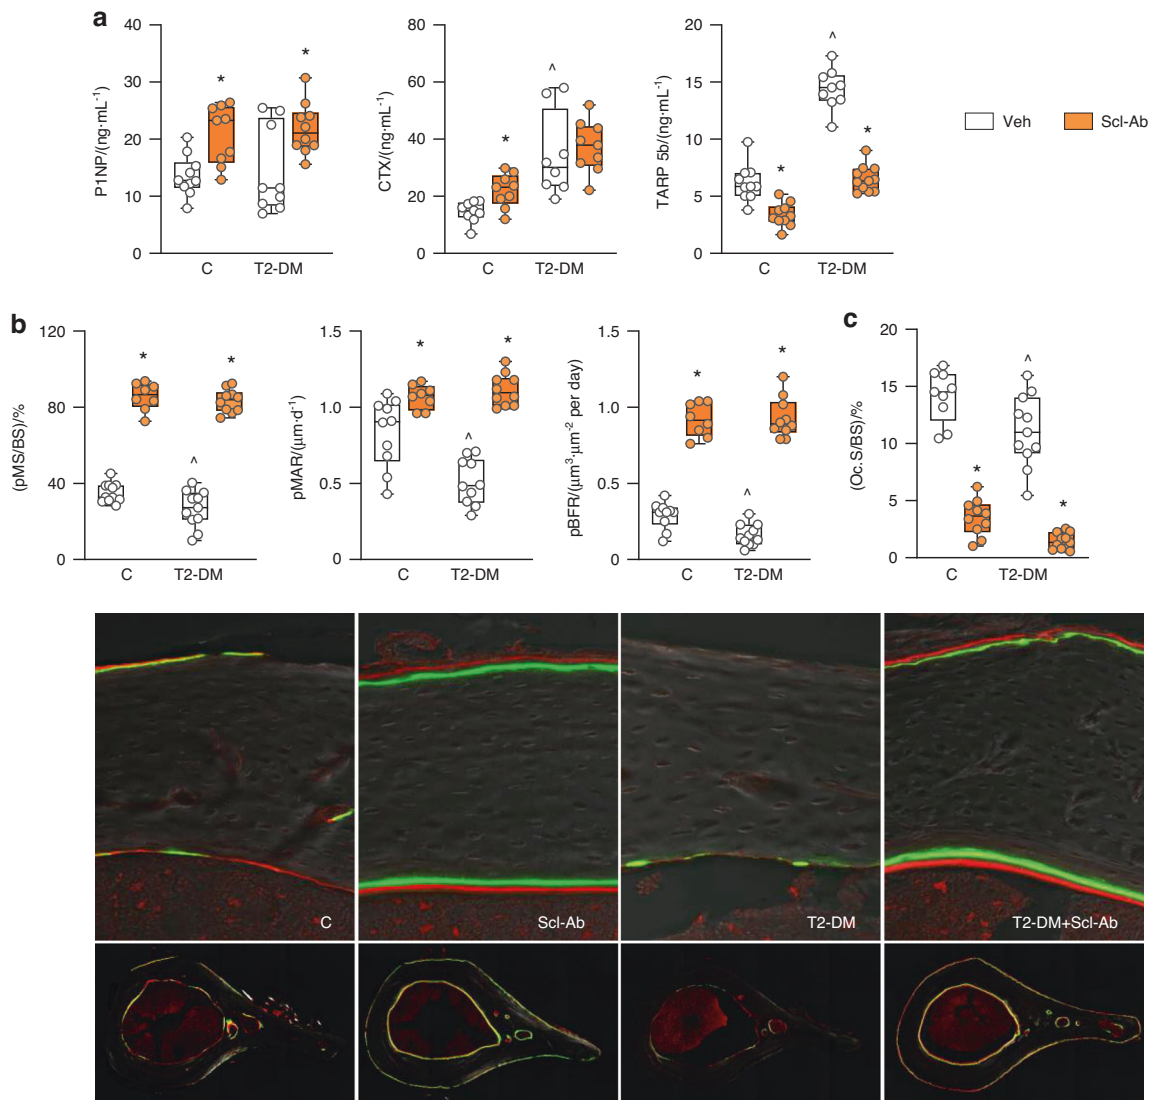 a
P1NP/(ng·mL⁻¹)
40
30
20
10
0
*
*
C
T2-DM
CTX/(ng·mL⁻¹)
80
60
40
20
0
*
^
C
T2-DM
TARP 5b/(ng·mL⁻¹)
20
15
10
5
0
*
^
*
C
T2-DM
Veh
Scl-Ab
b
(pMS/BS)/%
120
80
40
0
*
^
*
C
T2-DM
pMAR/(μm·d⁻¹)
1.5
1.0
0.5
0
*
^
*
C
T2-DM
pBFR/(μm³·μm⁻² per day)
1.5
1.0
0.5
0
*
^
*
C
T2-DM
c
(Oc.S/BS)/%
20
15
10
5
0
*
^
*
C
T2-DM
C
Scl-Ab
T2-DM
T2-DM+Scl-Ab